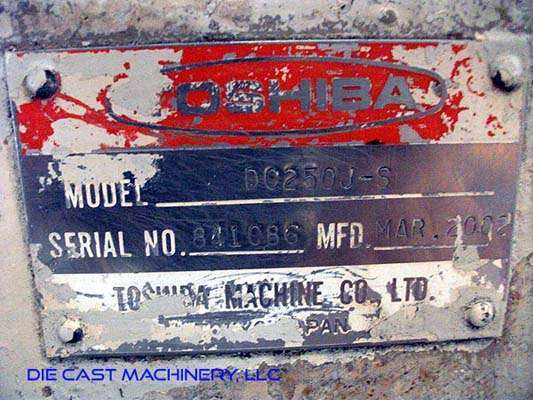 TOSHIBA
MODEL DC250J-S
SERIAL NO. 841086 MFD. MAR. 2002
TOSHIBA MACHINE CO., LTD.
DIE CAST MACHINERY, LLC